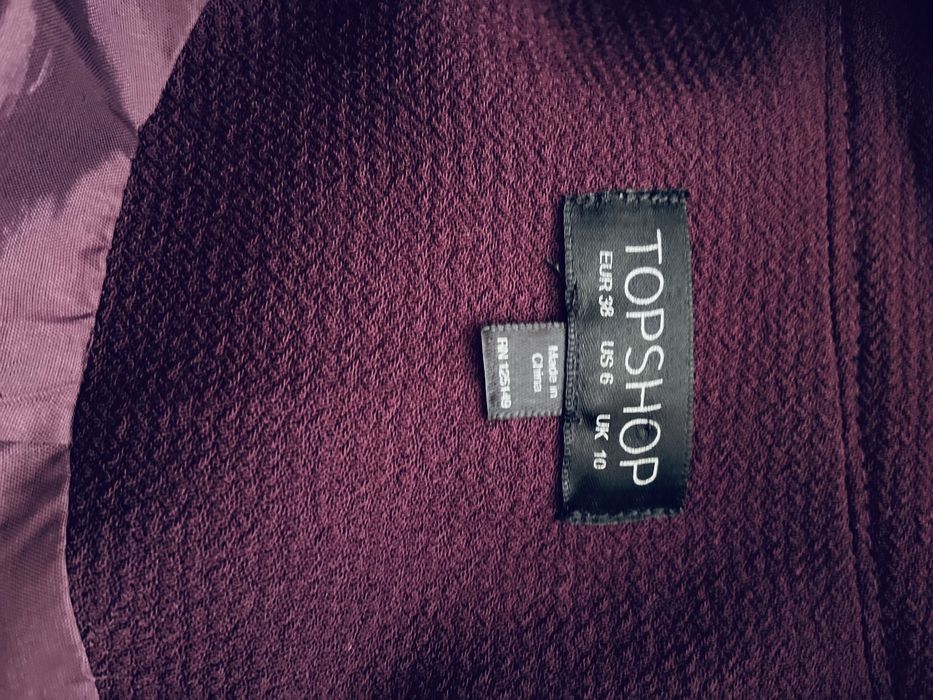 TOPSHOP
EUR 38 US 6 UK 10
Made in
China
RN 125149